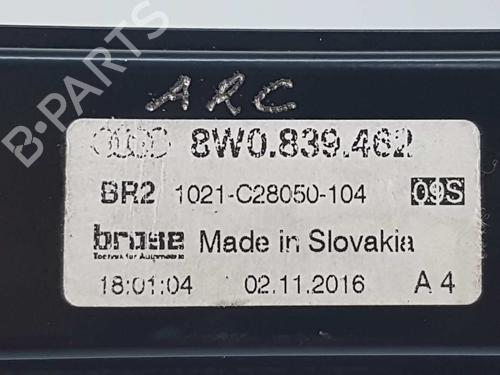 B-PARTS
ARC
8W0.839.462
BR2 1021-C28050-104 09S
brose Made in Slovakia
Technik für Automobile
18:01:04 02.11.2016 A4